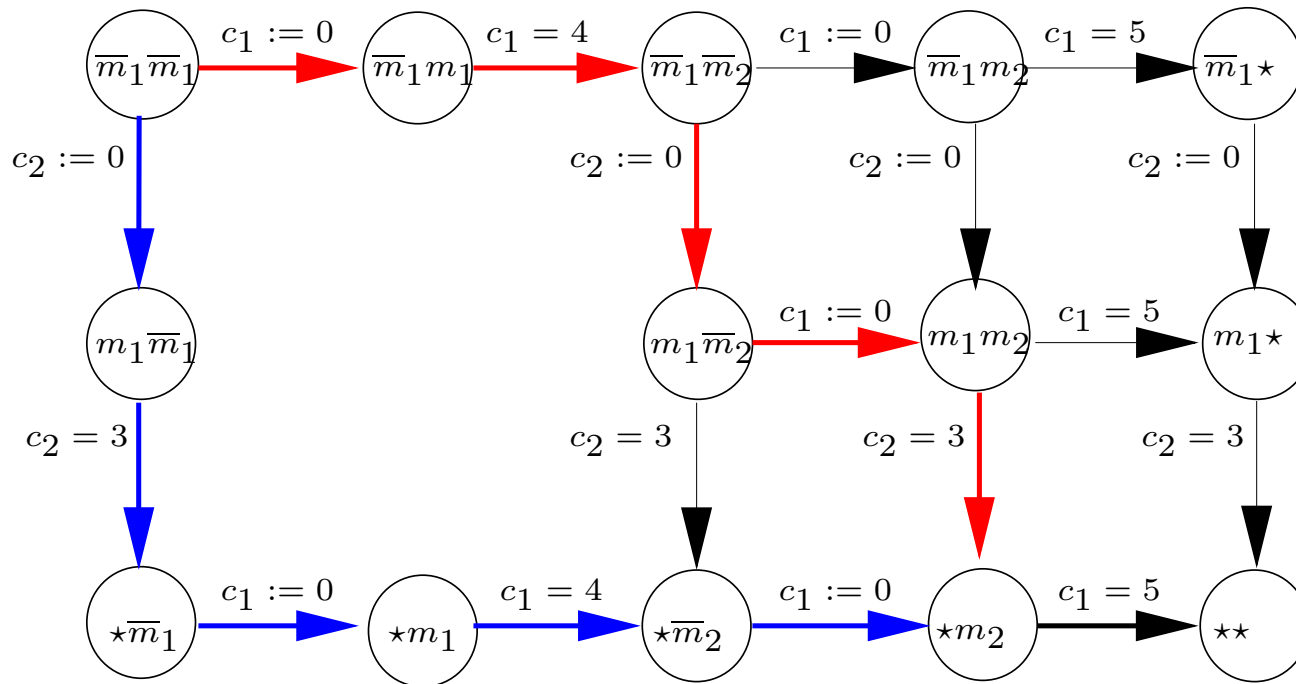 c₁ := 0 c₁ = 4 c₁ := 0 c₁ = 5
m̅₁m̅₁ m̅₁m₁ m̅₁m̅₂ m̅₁m₂ m̅₁⋆
c₂ := 0 c₂ := 0 c₂ := 0 c₂ := 0
c₁ := 0 c₁ = 5
m₁m̅₁ m₁m̅₂ m₁m₂ m₁⋆
c₂ = 3 c₂ = 3 c₂ = 3 c₂ = 3
c₁ := 0 c₁ = 4 c₁ := 0 c₁ = 5
⋆m̅₁ ⋆m₁ ⋆m̅₂ ⋆m₂ ⋆⋆